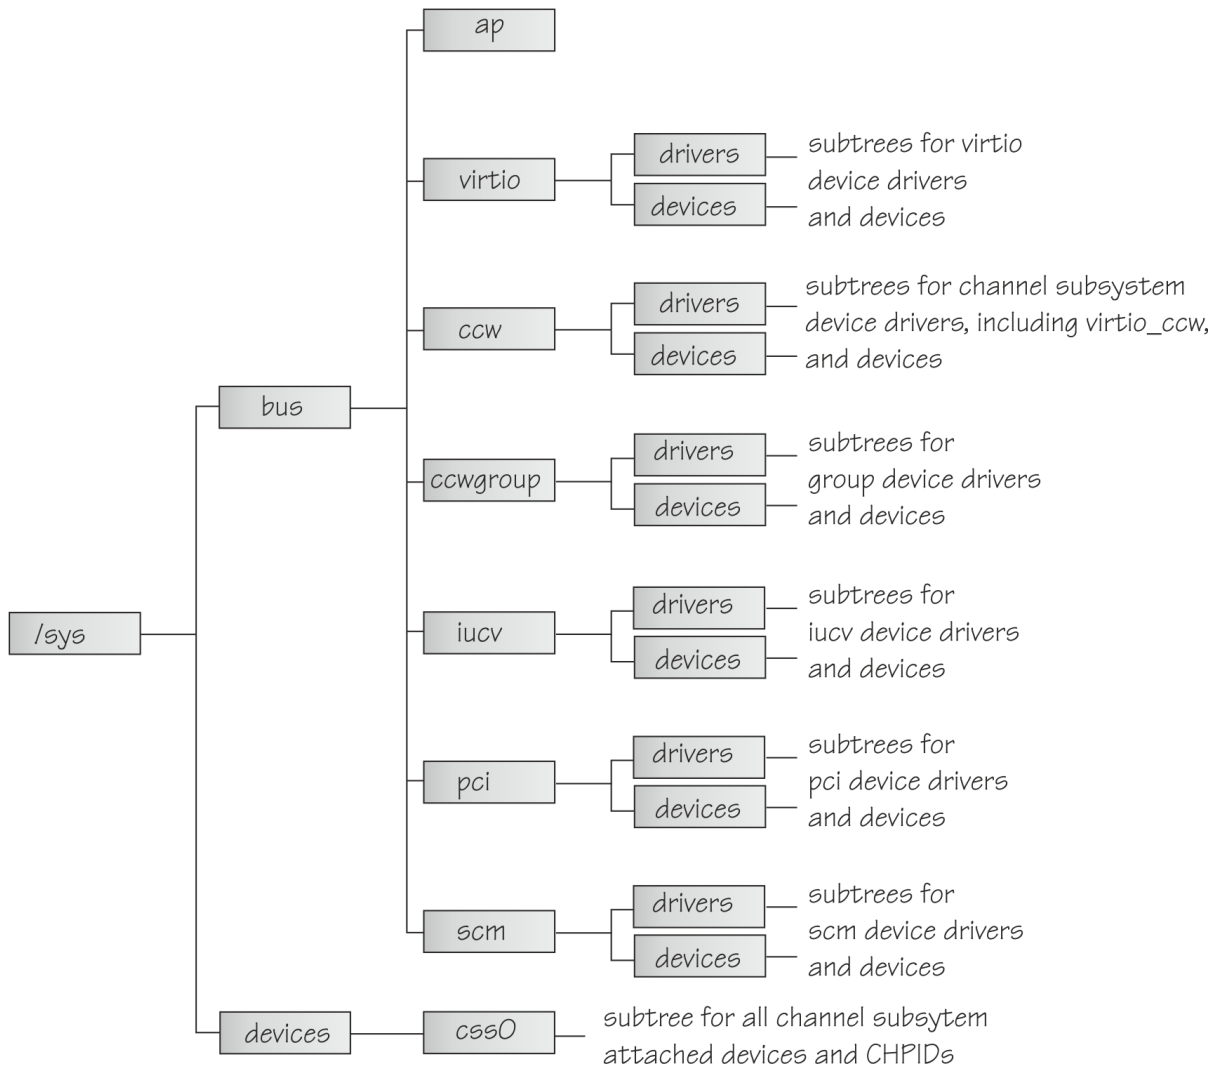 ap
virtio
drivers
devices
subtrees for virtio
device drivers
and devices
ccw
drivers
devices
subtrees for channel subsystem
device drivers, including virtio_ccw,
and devices
bus
ccwgroup
drivers
devices
subtrees for
group device drivers
and devices
/sys
iucv
drivers
devices
subtrees for
iucv device drivers
and devices
pci
drivers
devices
subtrees for
pci device drivers
and devices
scm
drivers
devices
subtrees for
scm device drivers
and devices
devices
css0
subtree for all channel subsytem
attached devices and CHPIDs